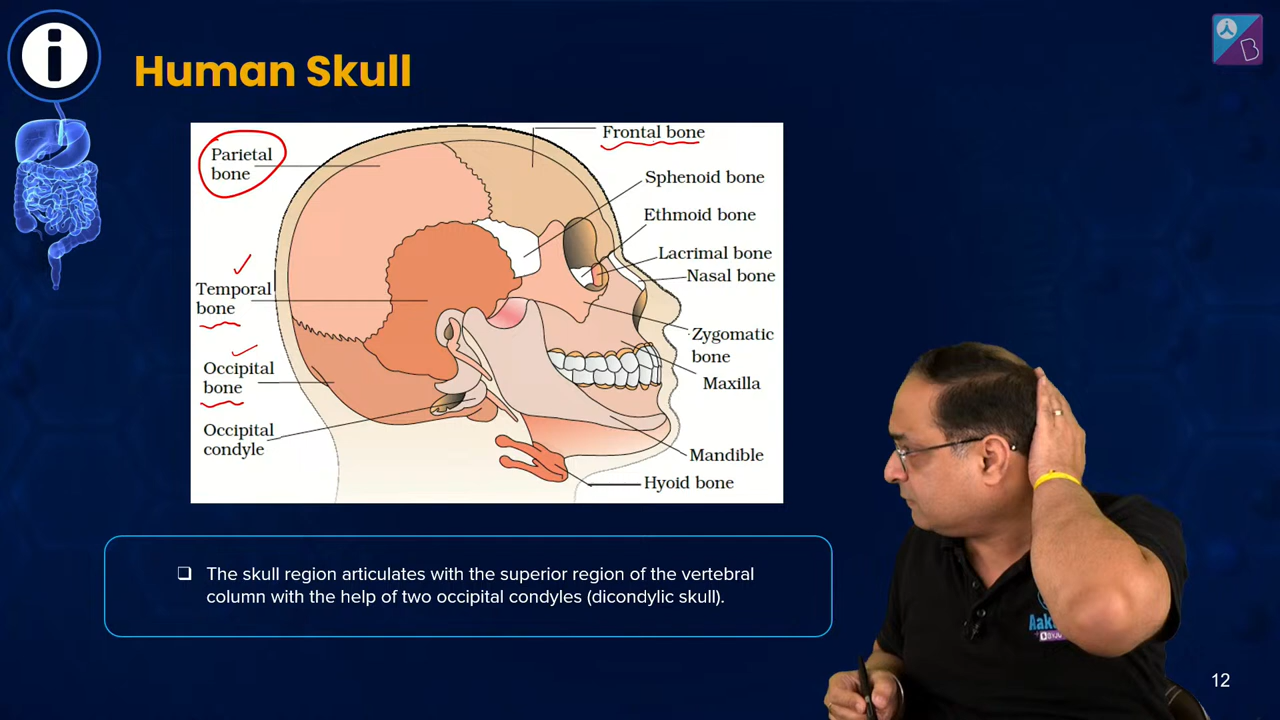 Human Skull
Parietal
bone
Frontal bone
Sphenoid bone
Ethmoid bone
Lacrimal bone
Nasal bone
Temporal
bone
Zygomatic
bone
Occipital
bone
Maxilla
Occipital
condyle
Mandible
Hyoid bone
❑ The skull region articulates with the superior region of the vertebral
column with the help of two occipital condyles (dicondylic skull).
12